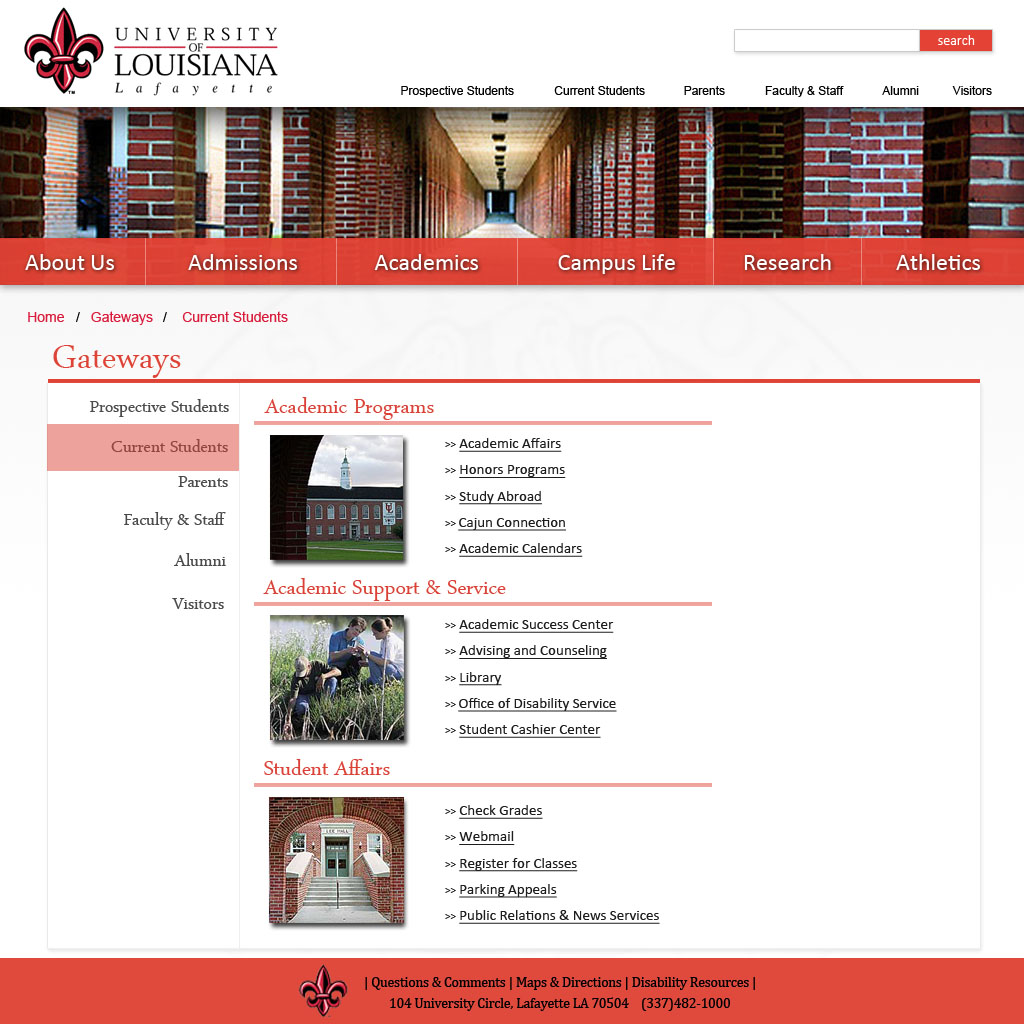 UNIVERSITY
OF
LOUISIANA
Lafayette
™
search
Prospective Students Current Students Parents Faculty & Staff Alumni Visitors
About Us Admissions Academics Campus Life Research Athletics
Home / Gateways / Current Students
Gateways
Prospective Students
Current Students
Parents
Faculty & Staff
Alumni
Visitors
Academic Programs
>> Academic Affairs
>> Honors Programs
>> Study Abroad
>> Cajun Connection
>> Academic Calendars
Academic Support & Service
>> Academic Success Center
>> Advising and Counseling
>> Library
>> Office of Disability Service
>> Student Cashier Center
Student Affairs
LEE HALL
>> Check Grades
>> Webmail
>> Register for Classes
>> Parking Appeals
>> Public Relations & News Services
| Questions & Comments | Maps & Directions | Disability Resources |
104 University Circle, Lafayette LA 70504 (337)482-1000